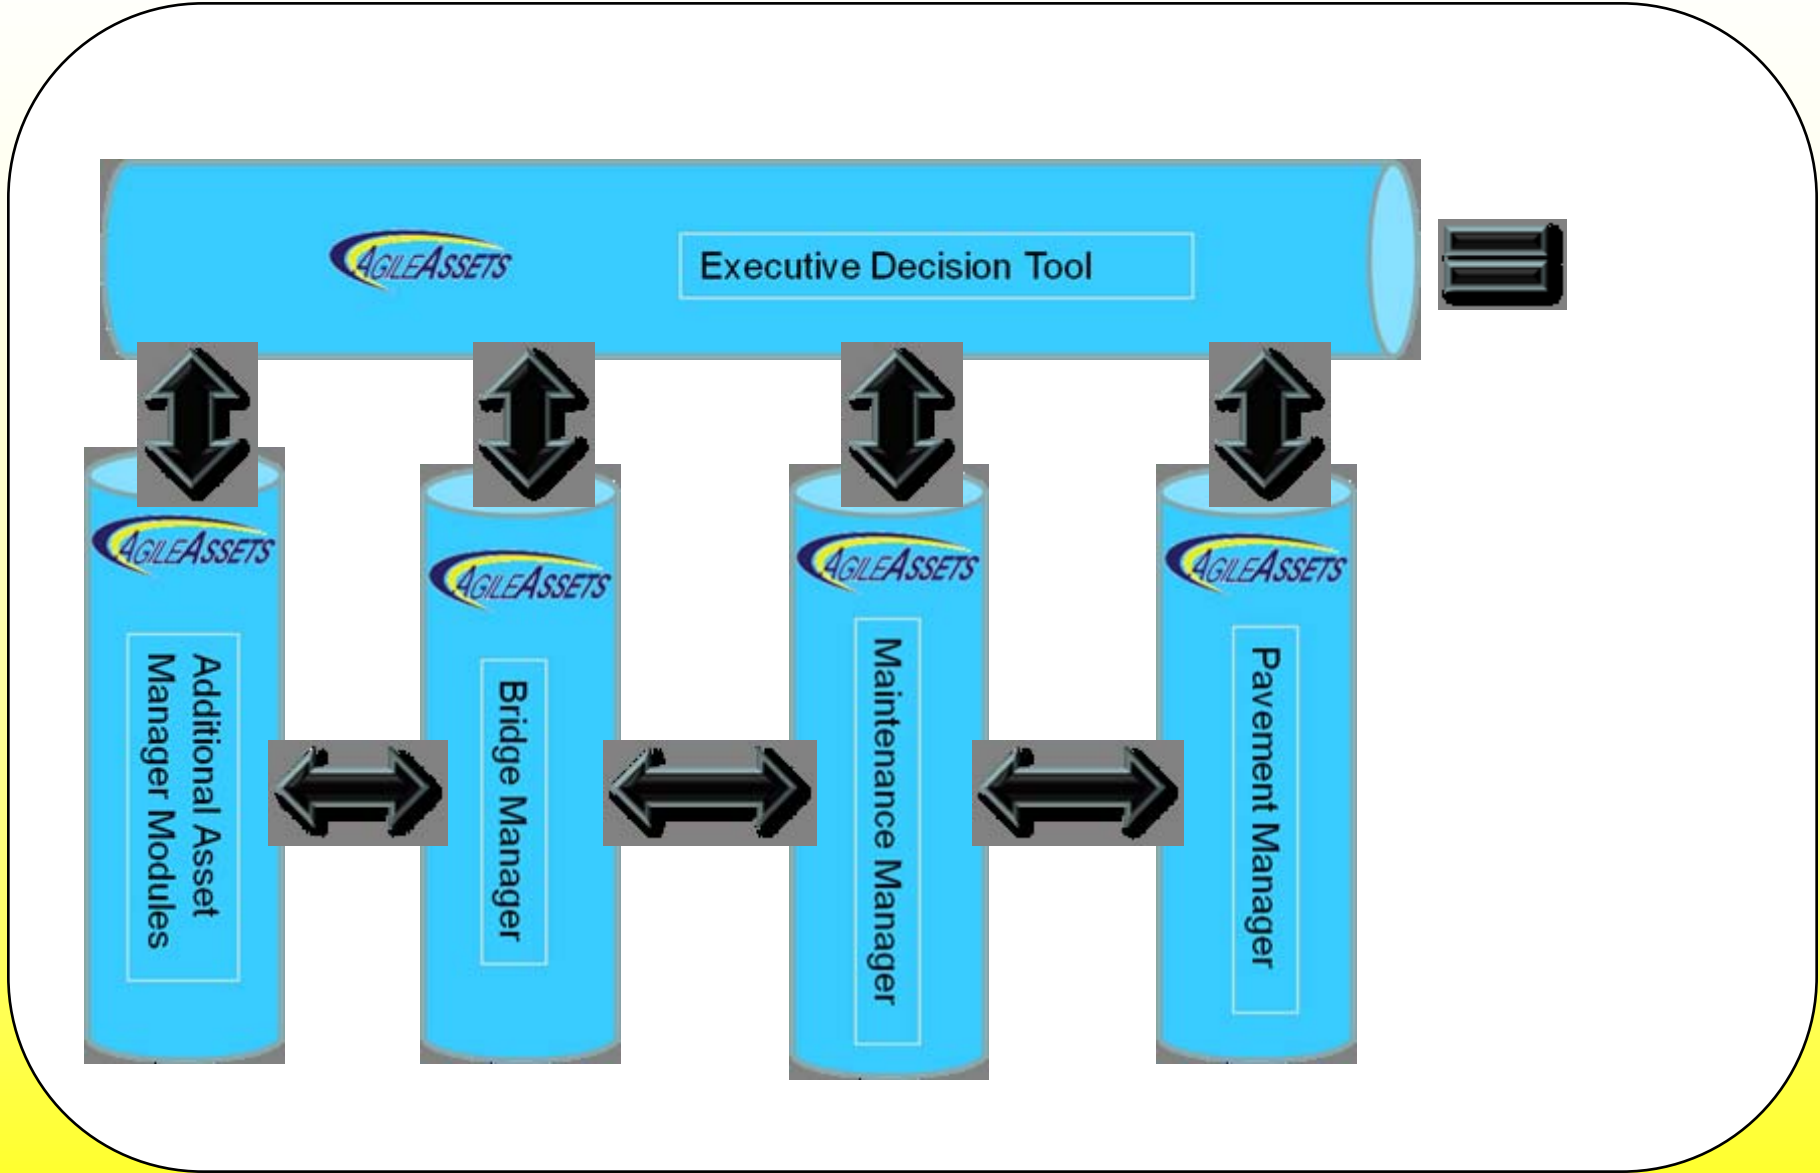 AGILEASSETS
Executive Decision Tool
AGILEASSETS
Additional Asset
Manager Modules
AGILEASSETS
Bridge Manager
AGILEASSETS
Maintenance Manager
AGILEASSETS
Pavement Manager